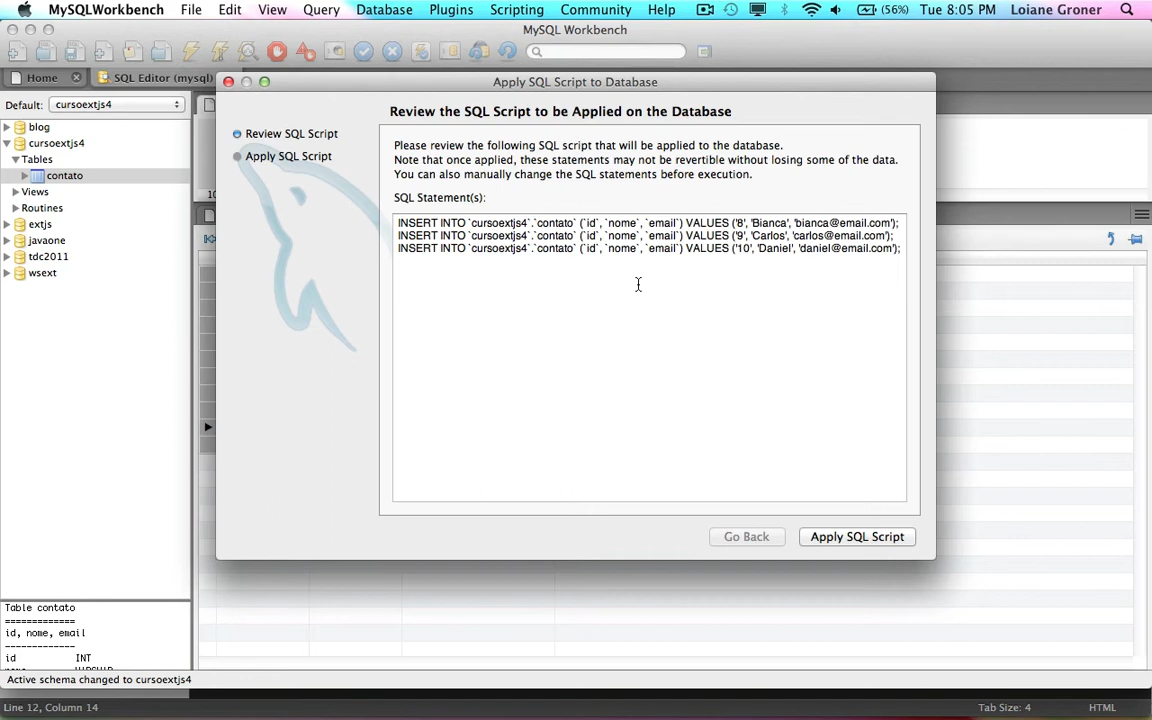 MySQLWorkbench File Edit View Query Database Plugins Scripting Community Help (56%) Tue 8:05 PM Loiane Groner
MySQL Workbench
Home SQL Editor (mysql)
Apply SQL Script to Database
Default: cursoextjs4
blog
cursoextjs4
Tables
contato
Views
Routines
extjs
javaone
tdc2011
wsext
Review the SQL Script to be Applied on the Database
Review SQL Script
Apply SQL Script
Please review the following SQL script that will be applied to the database.
Note that once applied, these statements may not be revertible without losing some of the data.
You can also manually change the SQL statements before execution.
SQL Statement(s):
INSERT INTO `cursoextjs4`.`contato` (`id`, `nome`, `email`) VALUES ('8', 'Bianca', 'bianca@email.com');
INSERT INTO `cursoextjs4`.`contato` (`id`, `nome`, `email`) VALUES ('9', 'Carlos', 'carlos@email.com');
INSERT INTO `cursoextjs4`.`contato` (`id`, `nome`, `email`) VALUES ('10', 'Daniel', 'daniel@email.com');
Go Back Apply SQL Script
Table contato
=============
id, nome, email
-------------
id INT
Active schema changed to cursoextjs4
Line 12, Column 14 Tab Size: 4 HTML